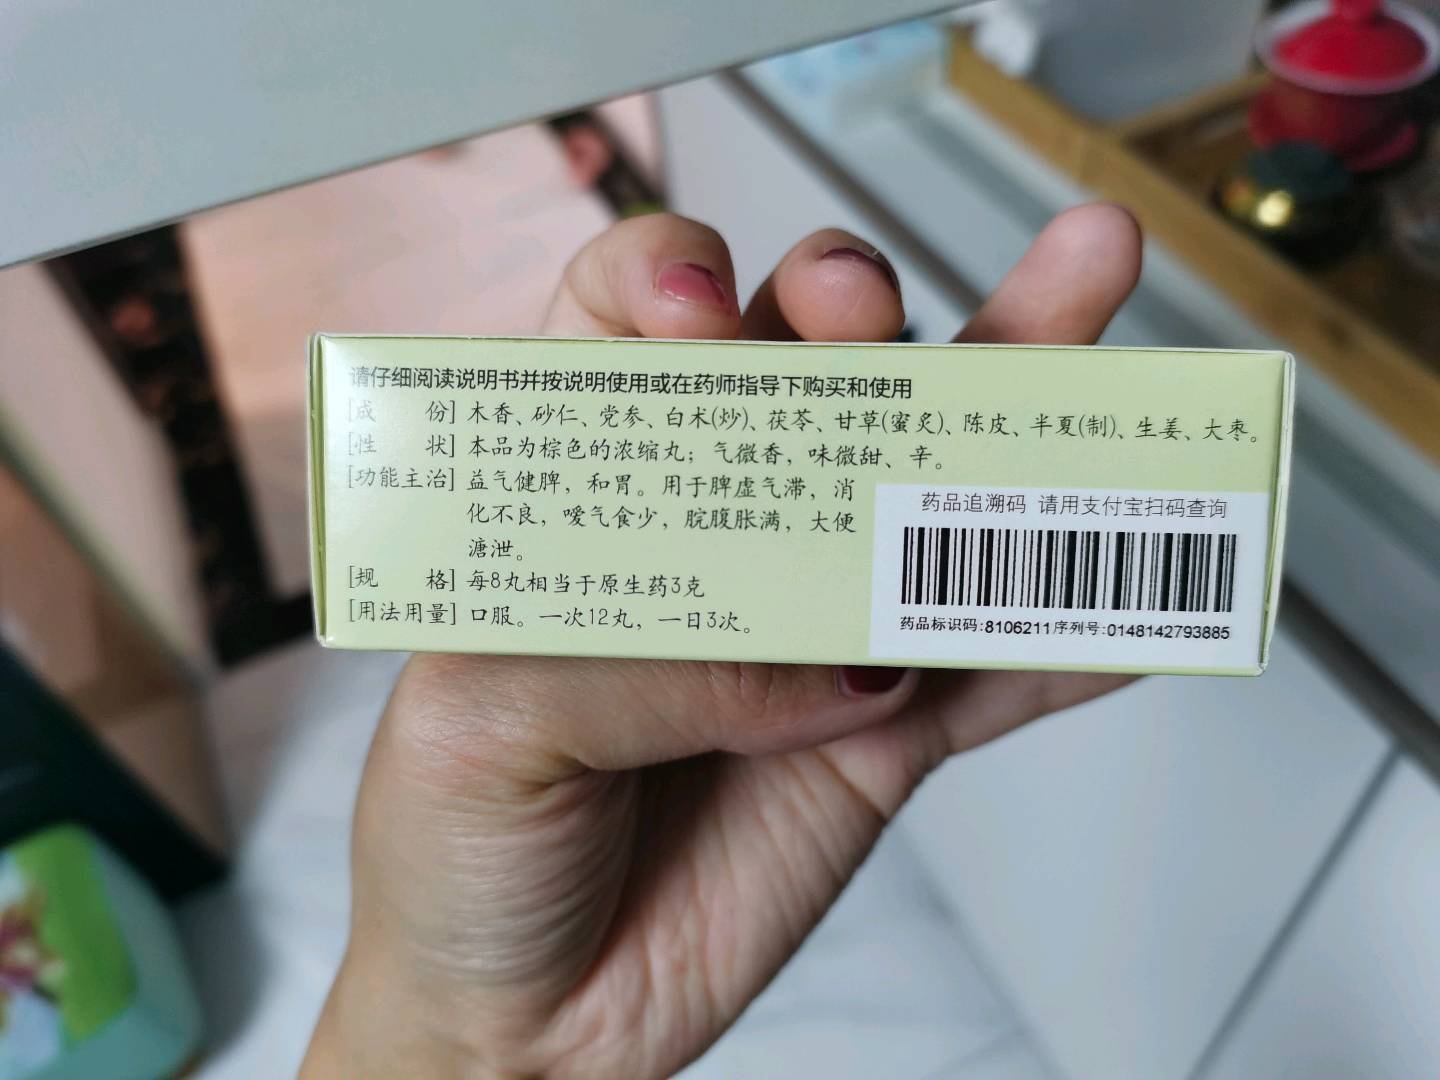 请仔细阅读说明书并按说明使用或在药师指导下购买和使用
[成 份] 木香、砂仁、党参、白术(炒)、茯苓、甘草(蜜炙)、陈皮、半夏(制)、生姜、大枣。
[性 状] 本品为棕色的浓缩丸；气微香，味微甜、辛。
[功能主治] 益气健脾，和胃。用于脾虚气滞，消
化不良，嗳气食少，脘腹胀满，大便
溏泄。
[规 格] 每8丸相当于原生药3克
[用法用量] 口服。一次12丸，一日3次。
药品追溯码 请用支付宝扫码查询
药品标识码:8106211序列号:0148142793885